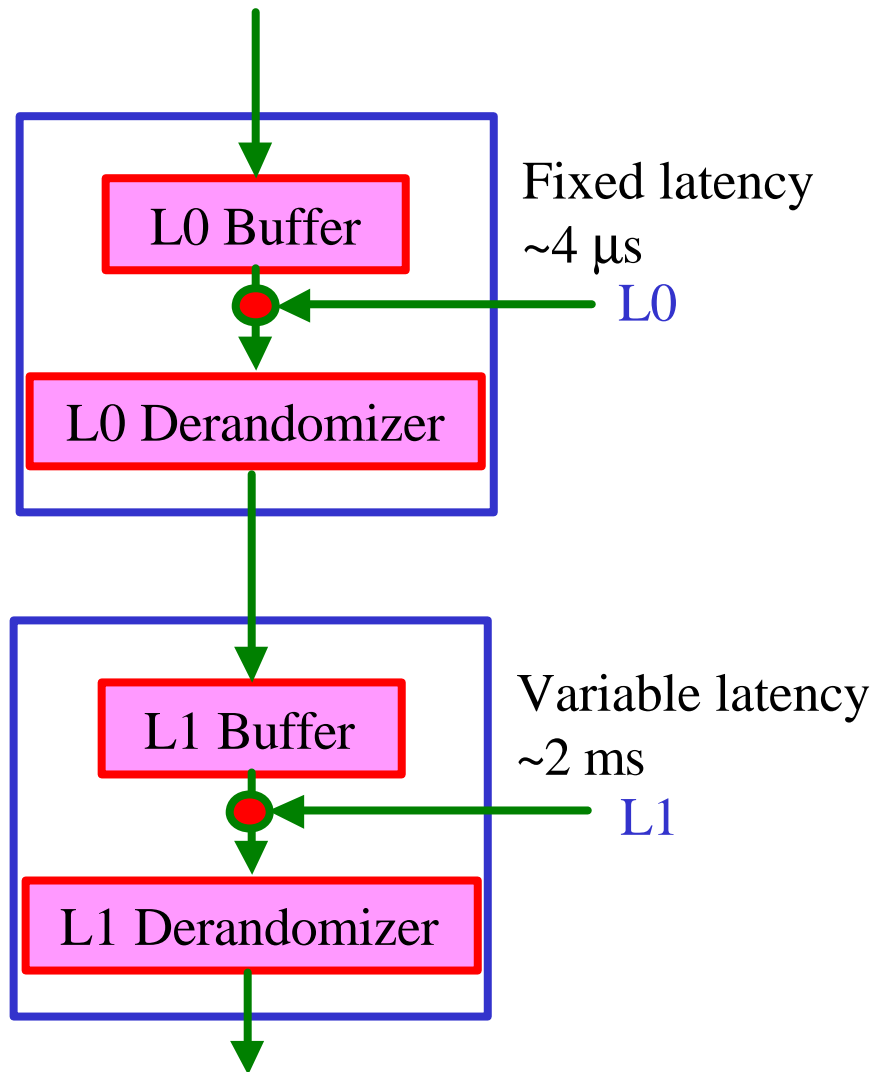 L0 Buffer
Fixed latency
~4 μs
L0
L0 Derandomizer
L1 Buffer
Variable latency
~2 ms
L1
L1 Derandomizer